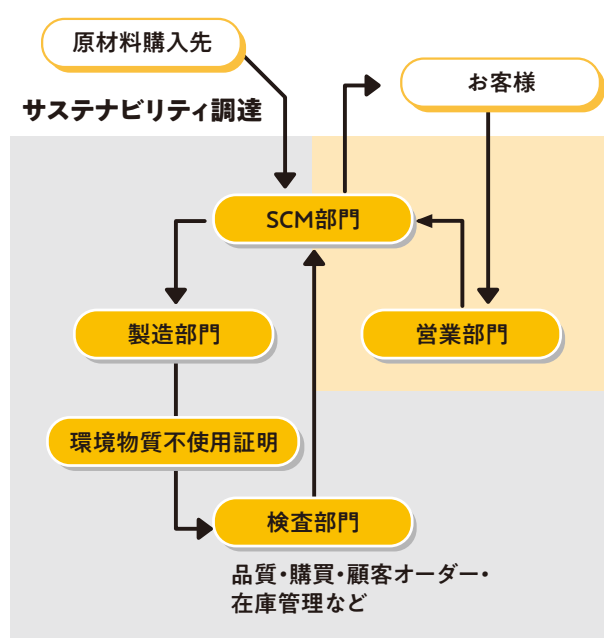 原材料購入先
お客様
サステナビリティ調達
SCM部門
製造部門
営業部門
環境物質不使用証明
検査部門
品質・購買・顧客オーダー・
在庫管理など